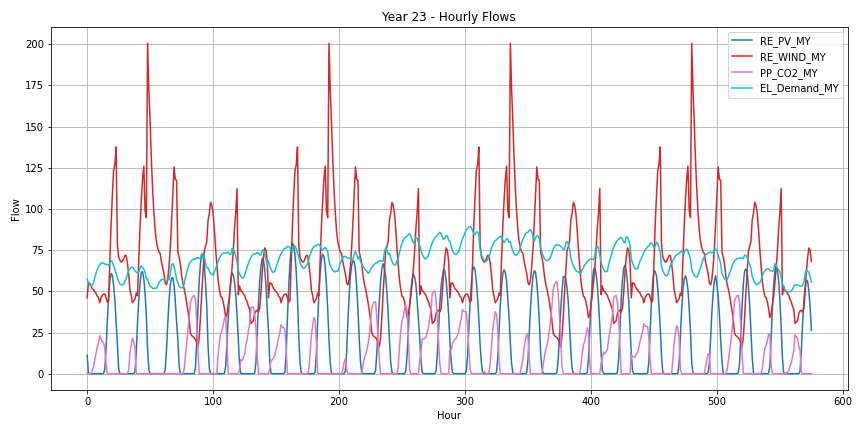 Year 23 - Hourly Flows
RE_PV_MY
RE_WIND_MY
PP_CO2_MY
EL_Demand_MY
200
175
150
125
100
75
50
25
0
Flow
0 100 200 300 400 500 600
Hour